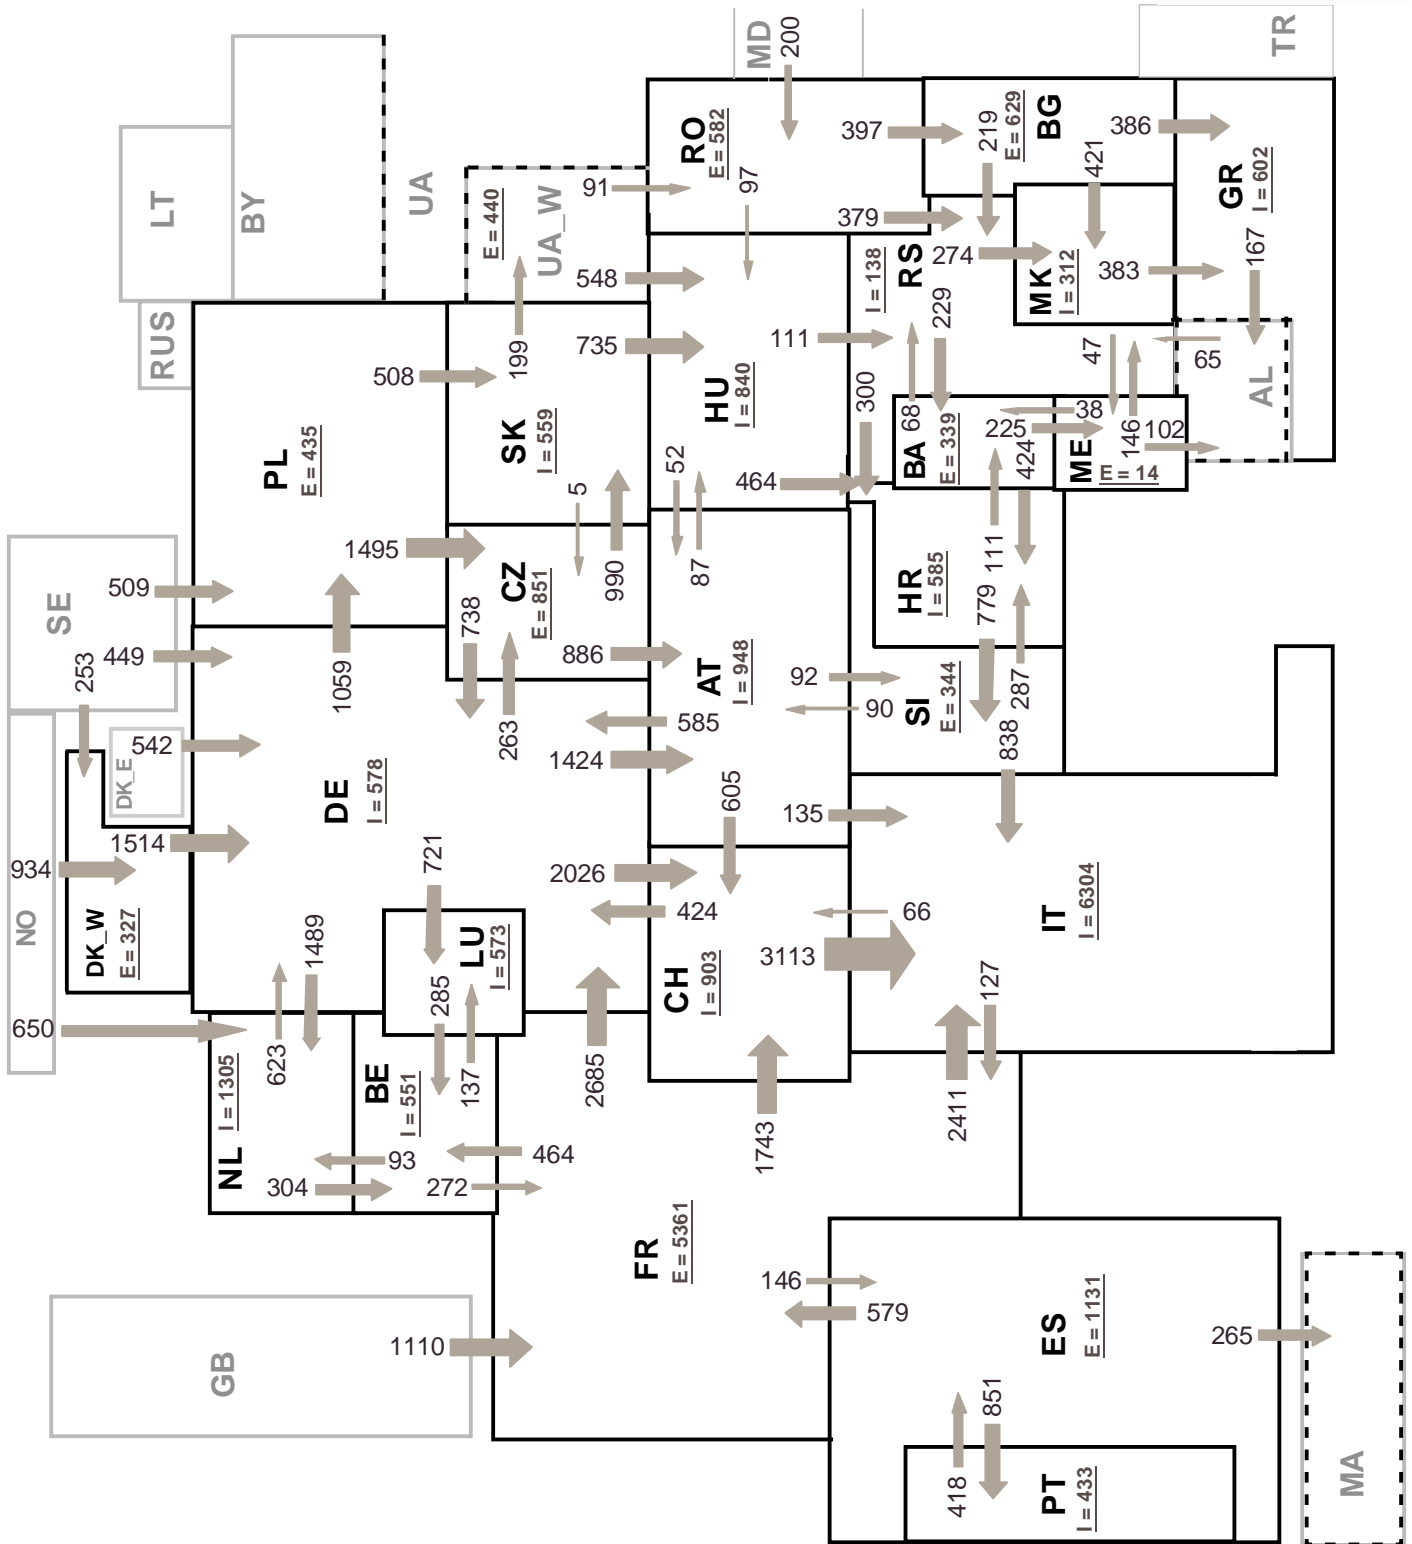 MD
200
TR
LT
BY
UA
UA_W
E = 440
RUS
RO
E = 582
91
97
397
219
E = 629
BG
386
421
GR
I = 602
379
I = 138
RS
274
MK
I = 312
383
167
548
199
735
508
111
229
47
65
AL
300
HU
I = 840
SK
I = 559
PL
E = 435
68
BA
E = 339
225
38
424
ME
E = 14
146
102
52
464
5
1495
CZ
E = 851
990
87
111
HR
I = 585
779
SE
509
449
253
1059
738
263
886
AT
I = 948
92
90
SI
E = 344
287
838
542
DK_E
585
1424
DE
I = 578
605
135
1514
934
NO
DK_W
E = 327
721
2026
424
LU
I = 573
66
3113
IT
I = 6304
CH
I = 903
1489
285
127
650
623
I = 1305
NL
BE
I = 551
137
2685
1743
2411
93
304
464
272
FR
E = 5361
146
579
ES
E = 1131
265
GB
1110
418
851
PT
I = 433
MA